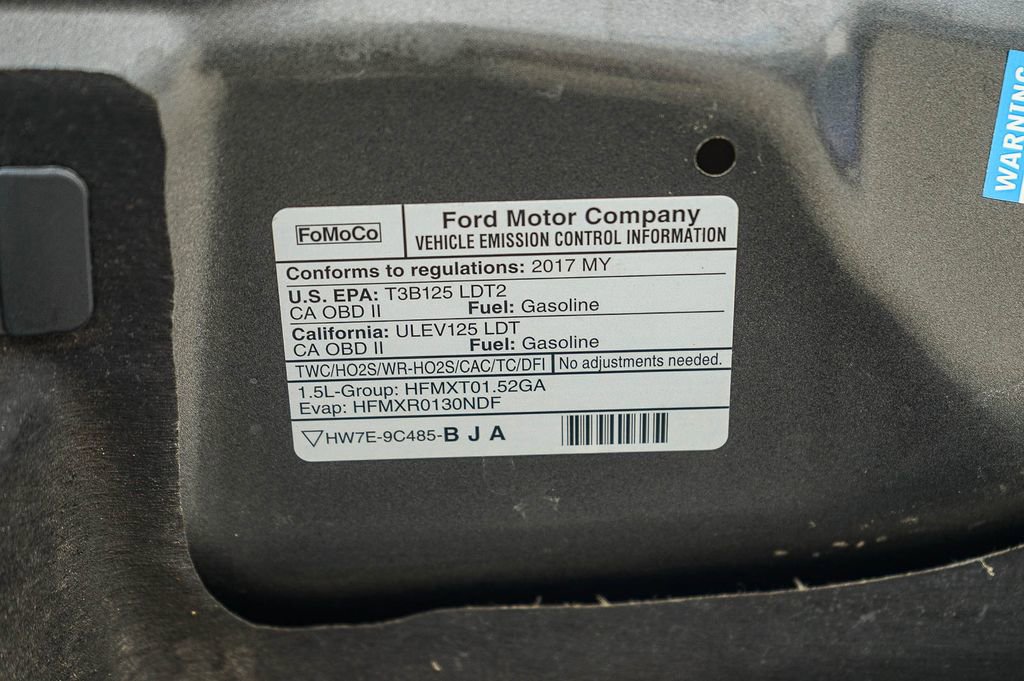 FoMoCo
Ford Motor Company
VEHICLE EMISSION CONTROL INFORMATION
Conforms to regulations: 2017 MY
U.S. EPA: T3B125 LDT2
CA OBD II Fuel: Gasoline
California: ULEV125 LDT
CA OBD II Fuel: Gasoline
TWC/HO2S/WR-HO2S/CAC/TC/DFI No adjustments needed.
1.5L-Group: HFMXT01.52GA
Evap: HFMXR0130NDF
HW7E-9C485-B J A
WARNING